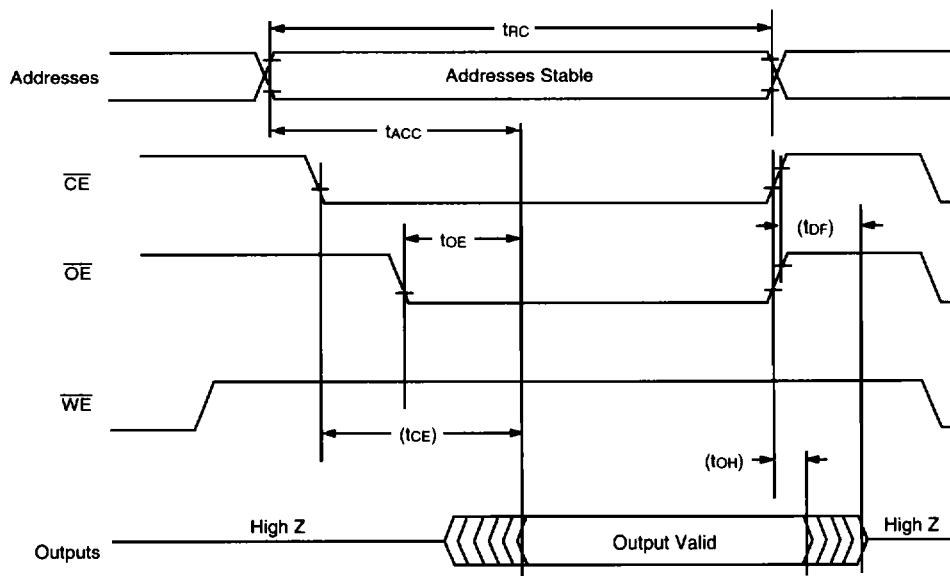 tRC
Addresses
Addresses Stable
tACC
CE
(tDF)
tOE
OE
WE
(tCE)
(tOH)
High Z
High Z
Output Valid
Outputs